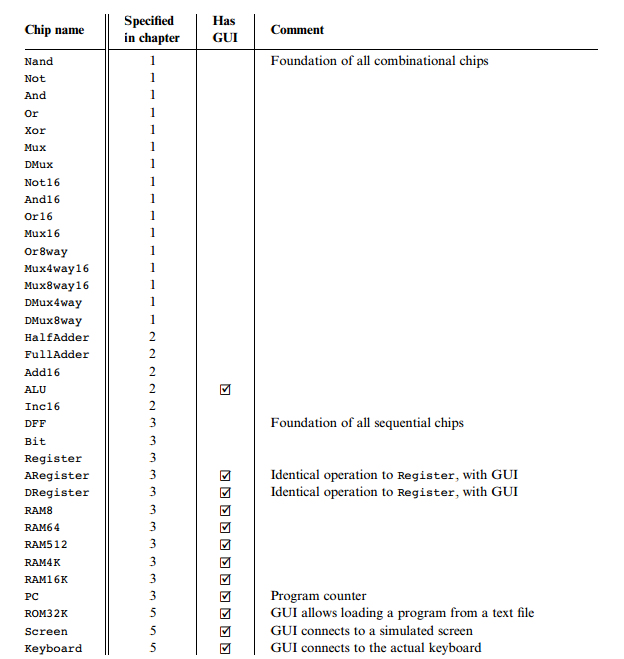 Chip name Specified in chapter Has GUI Comment
Nand 1 Foundation of all combinational chips
Not 1
And 1
Or 1
Xor 1
Mux 1
DMux 1
Not16 1
And16 1
Or16 1
Mux16 1
Or8way 1
Mux4way16 1
Mux8way16 1
DMux4way 1
DMux8way 1
HalfAdder 2
FullAdder 2
Add16 2
ALU 2 ☑
Inc16 2
DFF 3 Foundation of all sequential chips
Bit 3
Register 3
ARegister 3 ☑ Identical operation to Register, with GUI
DRegister 3 ☑ Identical operation to Register, with GUI
RAM8 3 ☑
RAM64 3 ☑
RAM512 3 ☑
RAM4K 3 ☑
RAM16K 3 ☑
PC 3 ☑ Program counter
ROM32K 5 ☑ GUI allows loading a program from a text file
Screen 5 ☑ GUI connects to a simulated screen
Keyboard 5 ☑ GUI connects to the actual keyboard